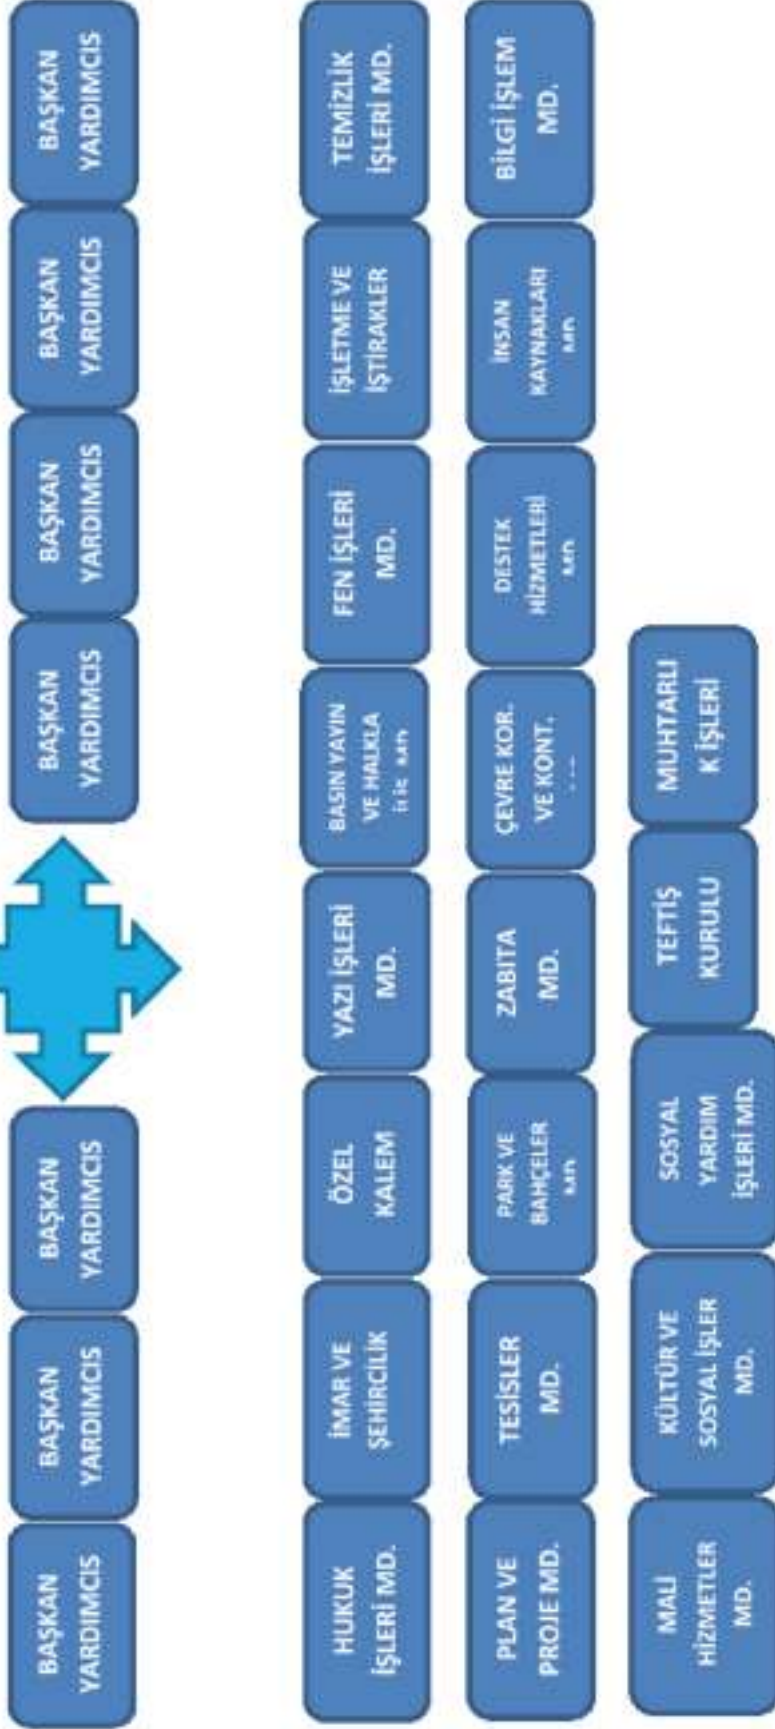 BAŞKAN
YARDIMCIS
BAŞKAN
YARDIMCIS
BAŞKAN
YARDIMCIS
BAŞKAN
YARDIMCIS
BAŞKAN
YARDIMCIS
BAŞKAN
YARDIMCIS
BAŞKAN
YARDIMCIS
HUKUK
İŞLERİ MD.
İMAR VE
ŞEHİRCİLİK
ÖZEL
KALEM
YAZI İŞLERİ
MD.
BASIN YAYIN
VE HALKLA
FEN İŞLERİ
MD.
İŞLETME VE
İŞTİRAKLER
TEMİZLİK
İŞLERİ MD.
PLAN VE
PROJE MD.
TESİSLER
MD.
PARK VE
BAHÇELER
ZABITA
MD.
ÇEVRE KOR.
VE KONT.
DESTEK
HİZMETLERİ
İNSAN
KAYNAKLARI
BİLGİ İŞLEM
MD.
MALİ
HİZMETLER
MD.
KÜLTÜR VE
SOSYAL İŞLER
MD.
SOSYAL
YARDIM
İŞLERİ MD.
TEFTİŞ
KURULU
MUHTARLI
K İŞLERİ